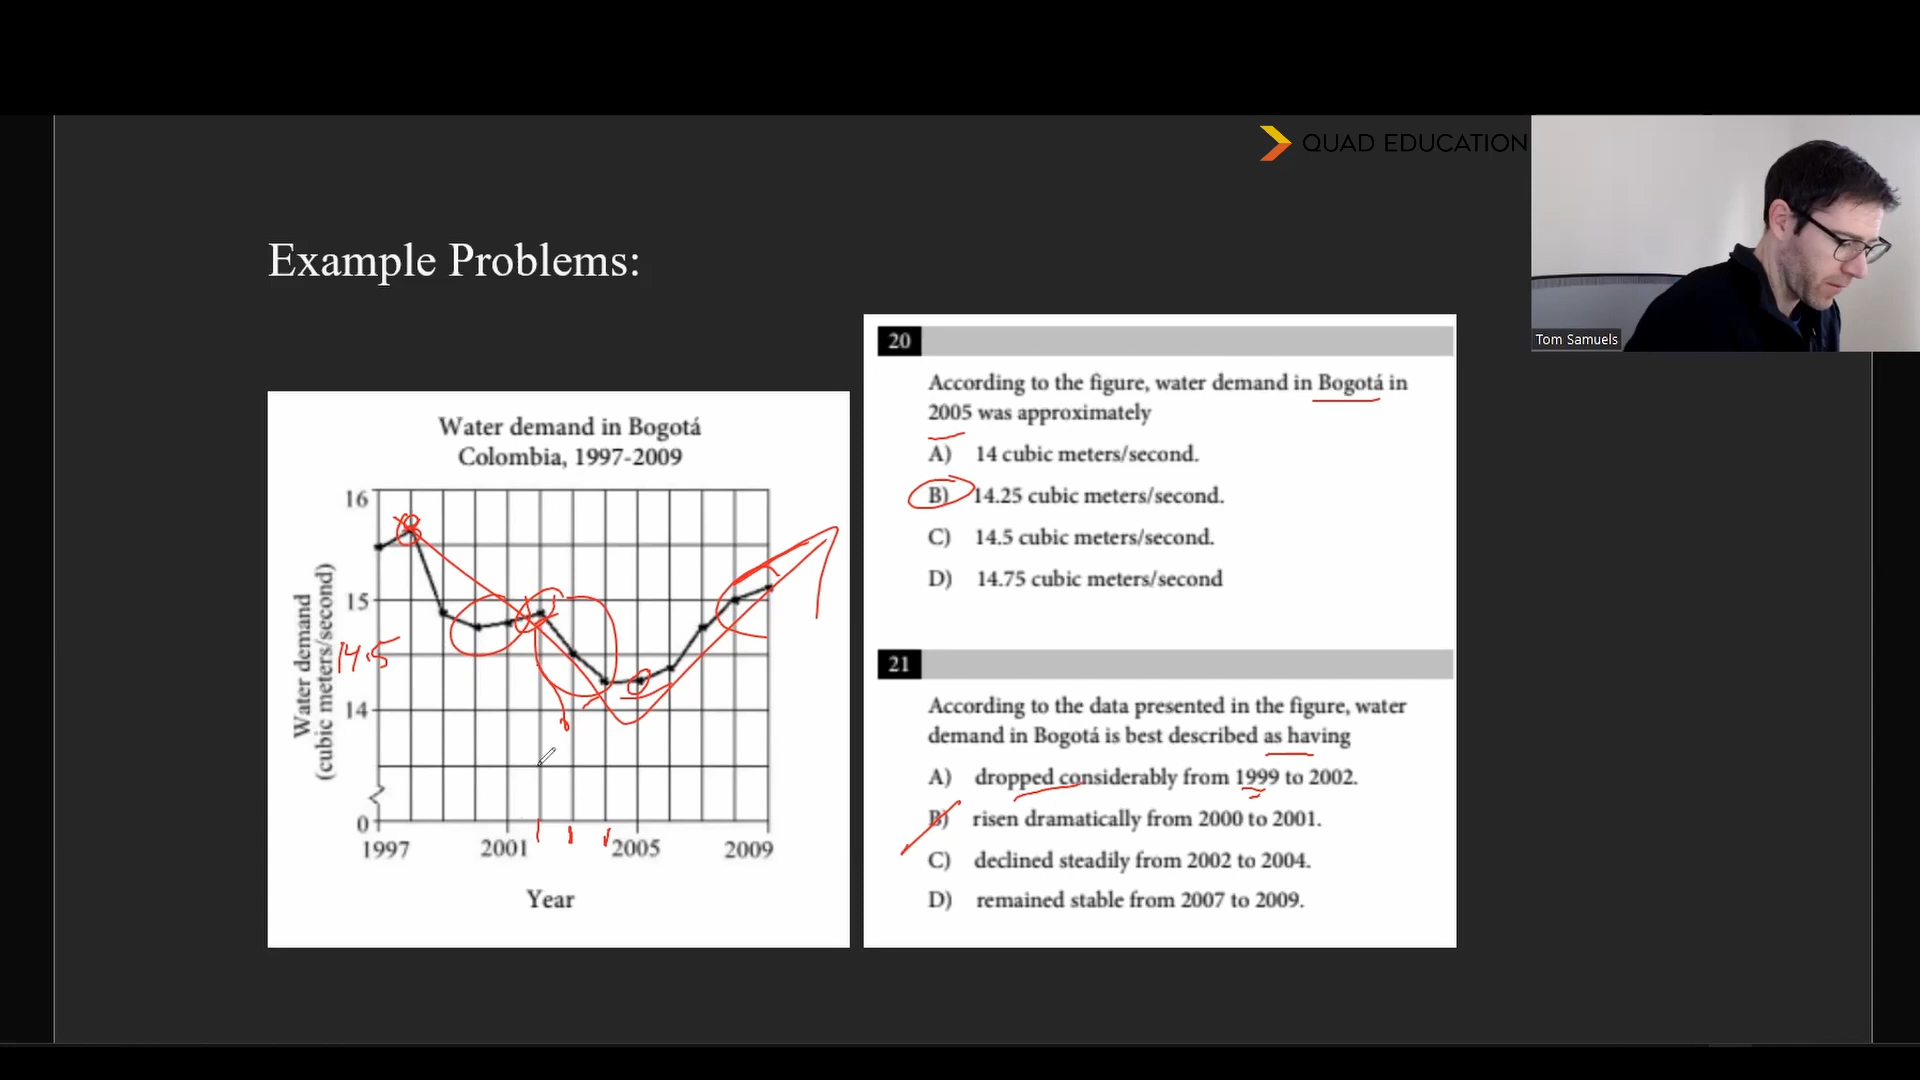 QUAD EDUCATION
Tom Samuels
Example Problems:
Water demand in Bogotá
Colombia, 1997-2009
Water demand
(cubic meters/second)
16
15
14.5
14
0
1997 2001 2005 2009
Year
20
According to the figure, water demand in Bogotá in
2005 was approximately
A) 14 cubic meters/second.
B) 14.25 cubic meters/second.
C) 14.5 cubic meters/second.
D) 14.75 cubic meters/second
21
According to the data presented in the figure, water
demand in Bogotá is best described as having
A) dropped considerably from 1999 to 2002.
B) risen dramatically from 2000 to 2001.
C) declined steadily from 2002 to 2004.
D) remained stable from 2007 to 2009.